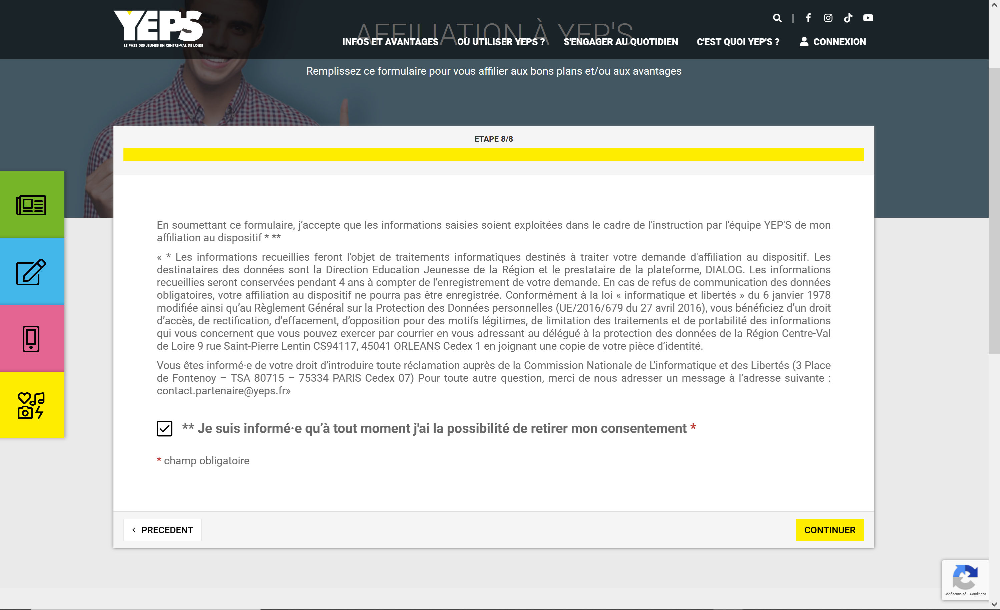 YEPS
LE PASS DES JEUNES EN CENTRE-VAL DE LOIRE
AFFILIATION À YEP'S
INFOS ET AVANTAGES
OÙ UTILISER YEPS ?
S'ENGAGER AU QUOTIDIEN
C'EST QUOI YEP'S ?
CONNEXION
Remplissez ce formulaire pour vous affilier aux bons plans et/ou aux avantages
ETAPE 8/8
En soumettant ce formulaire, j’accepte que les informations saisies soient exploitées dans le cadre de l'instruction par l'équipe YEP'S de mon
affiliation au dispositif * **
« * Les informations recueillies feront l’objet de traitements informatiques destinés à traiter votre demande d'affiliation au dispositif. Les
destinataires des données sont la Direction Education Jeunesse de la Région et le prestataire de la plateforme, DIALOG. Les informations
recueillies seront conservées pendant 4 ans à compter de l’enregistrement de votre demande. En cas de refus de communication des données
obligatoires, votre affiliation au dispositif ne pourra pas être enregistrée. Conformément à la loi « informatique et libertés » du 6 janvier 1978
modifiée ainsi qu’au Règlement Général sur la Protection des Données personnelles (UE/2016/679 du 27 avril 2016), vous bénéficiez d’un droit
d’accès, de rectification, d’effacement, d’opposition pour des motifs légitimes, de limitation des traitements et de portabilité des informations
qui vous concernent que vous pouvez exercer par courrier en vous adressant au délégué à la protection des données de la Région Centre-Val
de Loire 9 rue Saint-Pierre Lentin CS94117, 45041 ORLEANS Cedex 1 en joignant une copie de votre pièce d’identité.
Vous êtes informé·e de votre droit d’introduire toute réclamation auprès de la Commission Nationale de L’informatique et des Libertés (3 Place
de Fontenoy – TSA 80715 – 75334 PARIS Cedex 07) Pour toute autre question, merci de nous adresser un message à l’adresse suivante :
contact.partenaire@yeps.fr»
** Je suis informé·e qu’à tout moment j'ai la possibilité de retirer mon consentement *
* champ obligatoire
PRECEDENT
CONTINUER
Confidentialité - Conditions